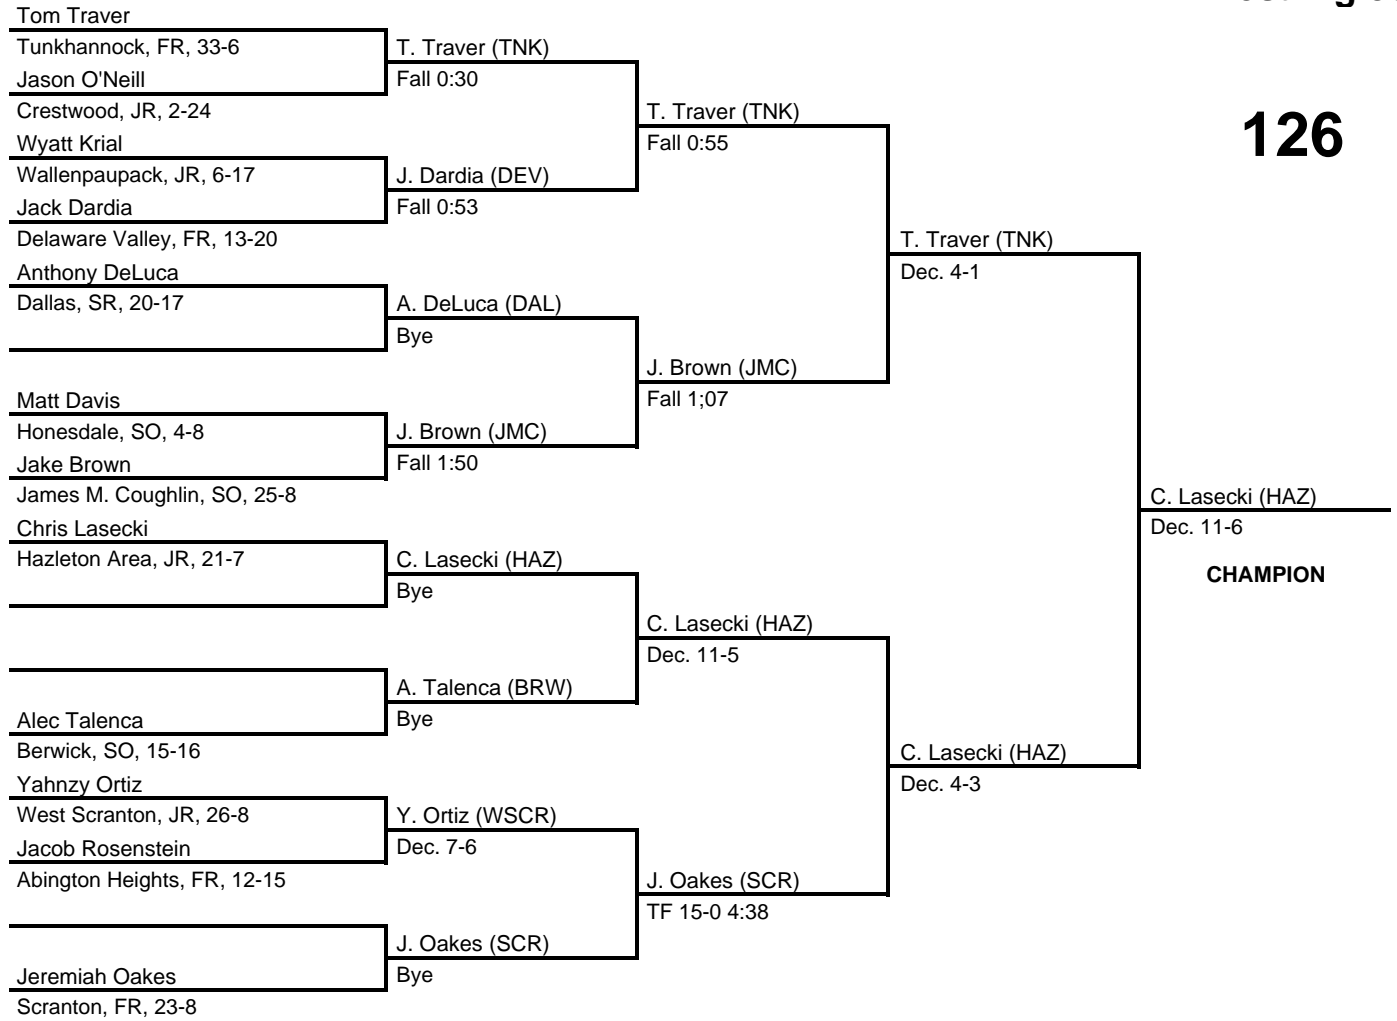 Tom Traver
Tunkhannock, FR, 33-6
Jason O'Neill
Crestwood, JR, 2-24
Wyatt Krial
Wallenpaupack, JR, 6-17
Jack Dardia
Delaware Valley, FR, 13-20
Anthony DeLuca
Dallas, SR, 20-17
Matt Davis
Honesdale, SO, 4-8
Jake Brown
James M. Coughlin, SO, 25-8
Chris Lasecki
Hazleton Area, JR, 21-7
Alec Talenca
Berwick, SO, 15-16
Yahnzy Ortiz
West Scranton, JR, 26-8
Jacob Rosenstein
Abington Heights, FR, 12-15
Jeremiah Oakes
Scranton, FR, 23-8
T. Traver (TNK)
Fall 0:30
J. Dardia (DEV)
Fall 0:53
A. DeLuca (DAL)
Bye
J. Brown (JMC)
Fall 1:50
C. Lasecki (HAZ)
Bye
A. Talenca (BRW)
Bye
Y. Ortiz (WSCR)
Dec. 7-6
J. Oakes (SCR)
Bye
T. Traver (TNK)
Fall 0:55
J. Brown (JMC)
Fall 1;07
C. Lasecki (HAZ)
Dec. 11-5
J. Oakes (SCR)
TF 15-0 4:38
T. Traver (TNK)
Dec. 4-1
C. Lasecki (HAZ)
Dec. 4-3
126
C. Lasecki (HAZ)
Dec. 11-6
CHAMPION